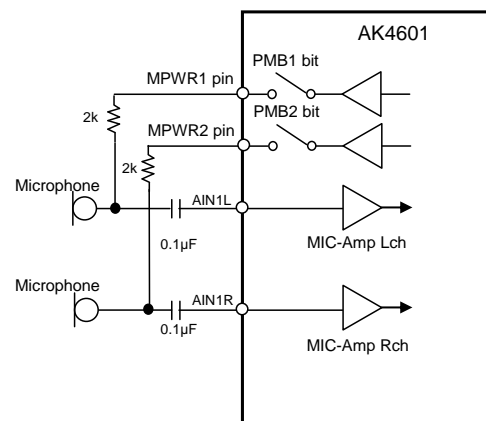 AK4601
PMB1 bit
MPWR1 pin
PMB2 bit
2k
MPWR2 pin
2k
Microphone
AIN1L
0.1µF
MIC-Amp Lch
Microphone
AIN1R
0.1µF
MIC-Amp Rch